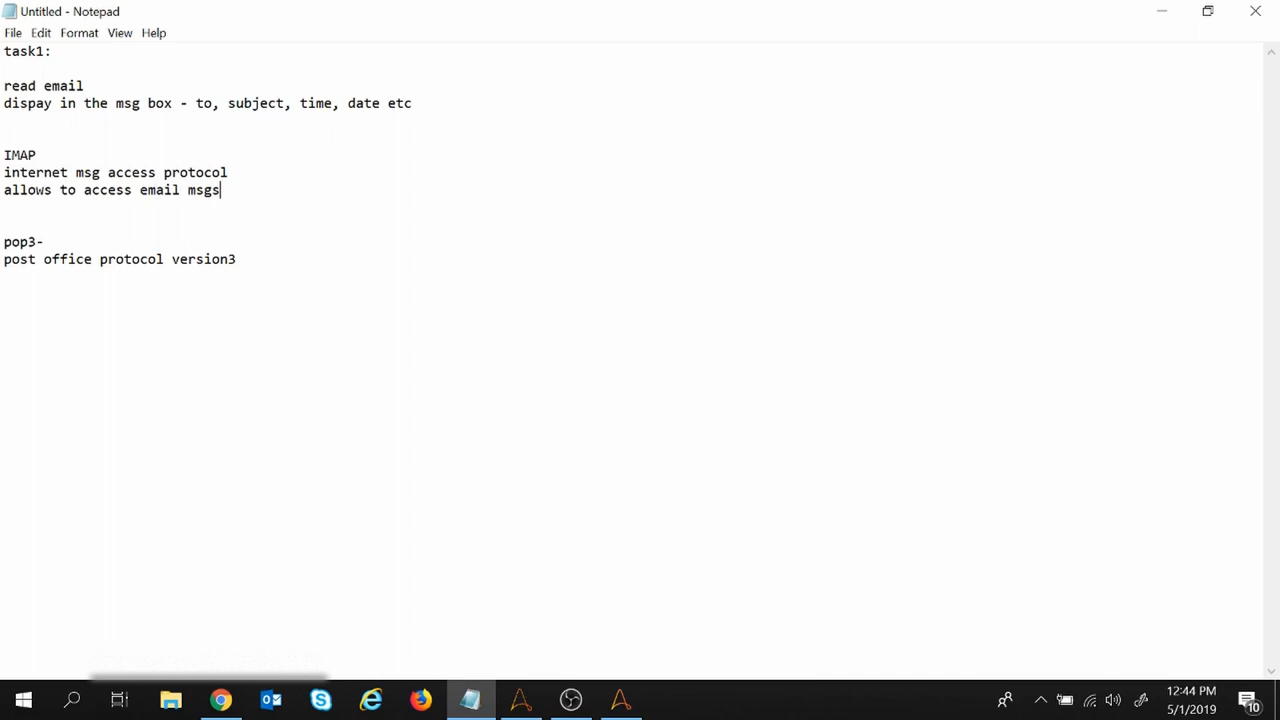 Untitled - Notepad
File Edit Format View Help
task1:
read email
dispay in the msg box - to, subject, time, date etc
IMAP
internet msg access protocol
allows to access email msgs
pop3-
post office protocol version3
12:44 PM
5/1/2019
10